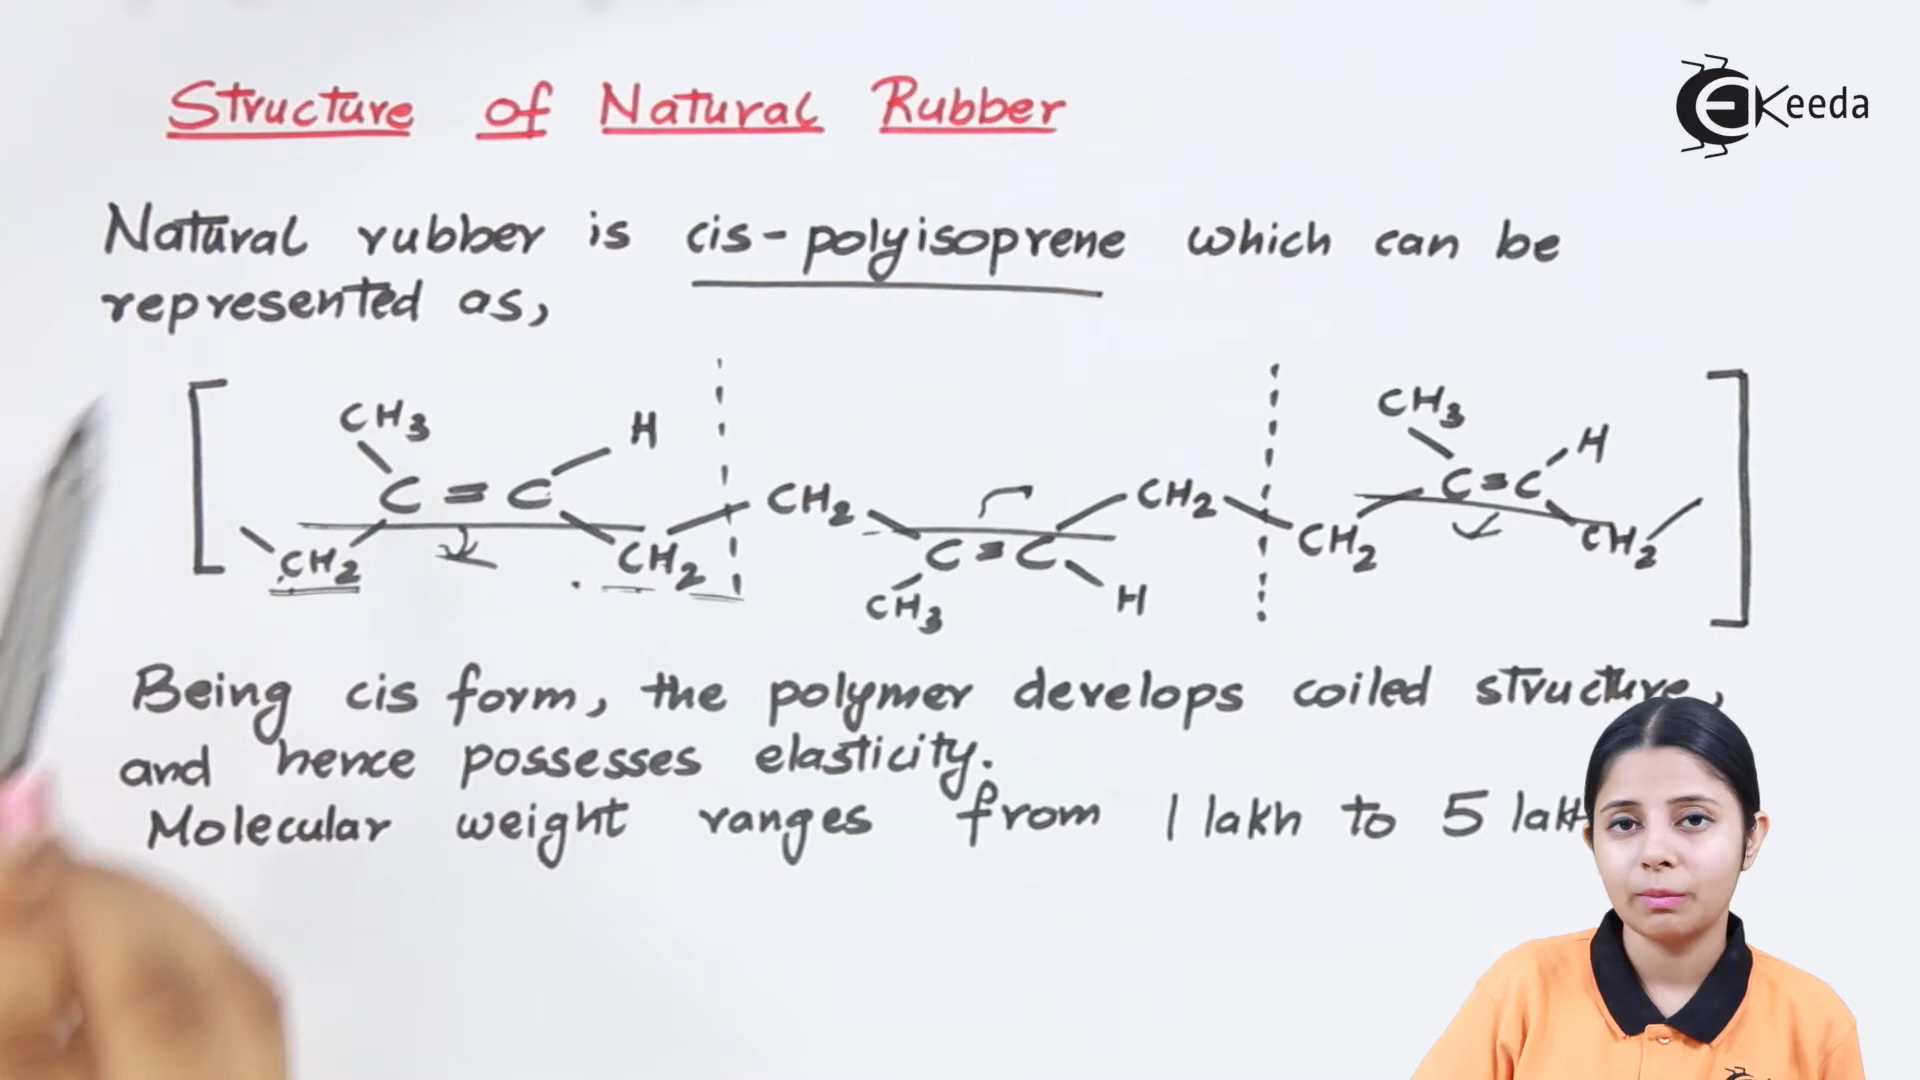 Structure of Natural Rubber
EKeeda
Natural rubber is cis-polyisoprene which can be
represented as,
CH3 H CH3 H
C = C CH2 CH2 C = C
CH2 CH2 C = C CH2 CH2
CH3 H
Being cis form, the polymer develops coiled structure,
and hence possesses elasticity.
Molecular weight ranges from 1 lakh to 5 lakh